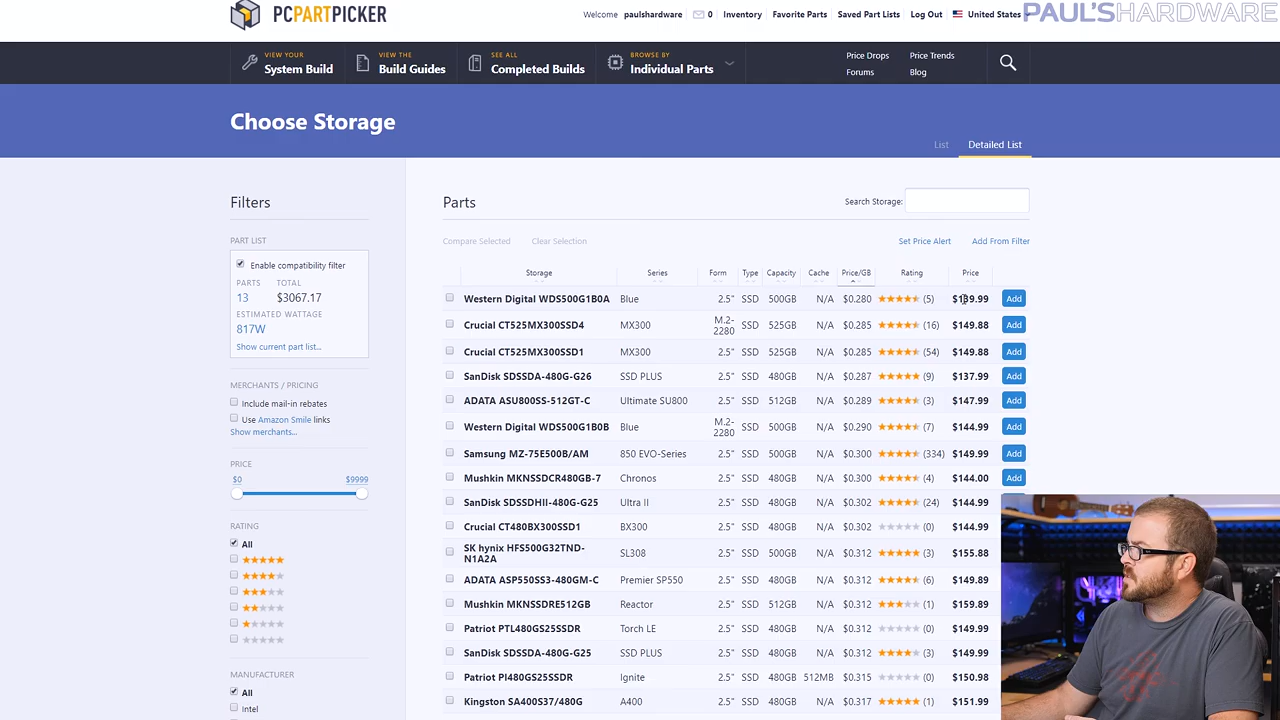 PCPARTPICKER
Welcome paulshardware 0 Inventory Favorite Parts Saved Part Lists Log Out United States
PAUL'SHARDWARE
VIEW YOUR
System Build
VIEW THE
Build Guides
SEE ALL
Completed Builds
BROWSE BY
Individual Parts
Price Drops Price Trends
Forums Blog
Choose Storage
List Detailed List
Filters
PART LIST
Enable compatibility filter
PARTS TOTAL
13 $3067.17
ESTIMATED WATTAGE
817W
Show current part list...
MERCHANTS / PRICING
Include mail-in rebates
Use Amazon Smile links
Show merchants...
PRICE
$0 $9999
RATING
All
MANUFACTURER
All
Intel
Parts
Search Storage:
Compare Selected Clear Selection Set Price Alert Add From Filter
Storage Series Form Type Capacity Cache Price/GB Rating Price
Western Digital WDS500G1B0A Blue 2.5" SSD 500GB N/A $0.280 (5) $139.99 Add
Crucial CT525MX300SSD4 MX300 M.2-2280 SSD 525GB N/A $0.285 (16) $149.88 Add
Crucial CT525MX300SSD1 MX300 2.5" SSD 525GB N/A $0.285 (54) $149.88 Add
SanDisk SDSSDA-480G-G26 SSD PLUS 2.5" SSD 480GB N/A $0.287 (9) $137.99 Add
ADATA ASU800SS-512GT-C Ultimate SU800 2.5" SSD 512GB N/A $0.289 (3) $147.99 Add
Western Digital WDS500G1B0B Blue M.2-2280 SSD 500GB N/A $0.290 (7) $144.99 Add
Samsung MZ-75E500B/AM 850 EVO-Series 2.5" SSD 500GB N/A $0.300 (334) $149.99 Add
Mushkin MKNSSDCR480GB-7 Chronos 2.5" SSD 480GB N/A $0.300 (4) $144.00 Add
SanDisk SDSSDHII-480G-G25 Ultra II 2.5" SSD 480GB N/A $0.302 (24) $144.99
Crucial CT480BX300SSD1 BX300 2.5" SSD 480GB N/A $0.302 (0) $144.99
SK hynix HFS500G32TND-N1A2A SL308 2.5" SSD 500GB N/A $0.312 (3) $155.88
ADATA ASP550SS3-480GM-C Premier SP550 2.5" SSD 480GB N/A $0.312 (6) $149.89
Mushkin MKNSSDRE512GB Reactor 2.5" SSD 512GB N/A $0.312 (1) $159.89
Patriot PTL480GS25SSDR Torch LE 2.5" SSD 480GB N/A $0.312 (0) $149.99
SanDisk SDSSDA-480G-G25 SSD PLUS 2.5" SSD 480GB N/A $0.312 (3) $149.99
Patriot PI480GS25SSDR Ignite 2.5" SSD 480GB 512MB $0.315 (0) $150.98
Kingston SA400S37/480G A400 2.5" SSD 480GB N/A $0.317 (1) $151.99